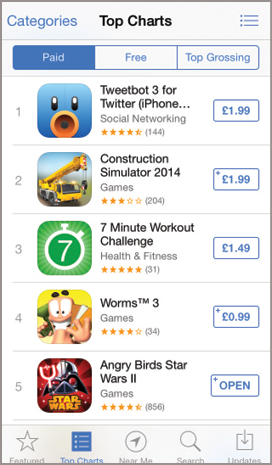 Categories Top Charts
Paid Free Top Grossing
1
Tweetbot 3 for
Twitter (iPhone…
Social Networking
(144)
£1.99
2
Construction
Simulator 2014
Games
(204)
+£1.99
3
7
7 Minute Workout
Challenge
Health & Fitness
(31)
£1.49
4
Worms™ 3
Games
(34)
+£0.99
5
STAR
WARS
Angry Birds Star
Wars II
Games
(856)
+OPEN
Featured Top Charts Near Me Search Updates